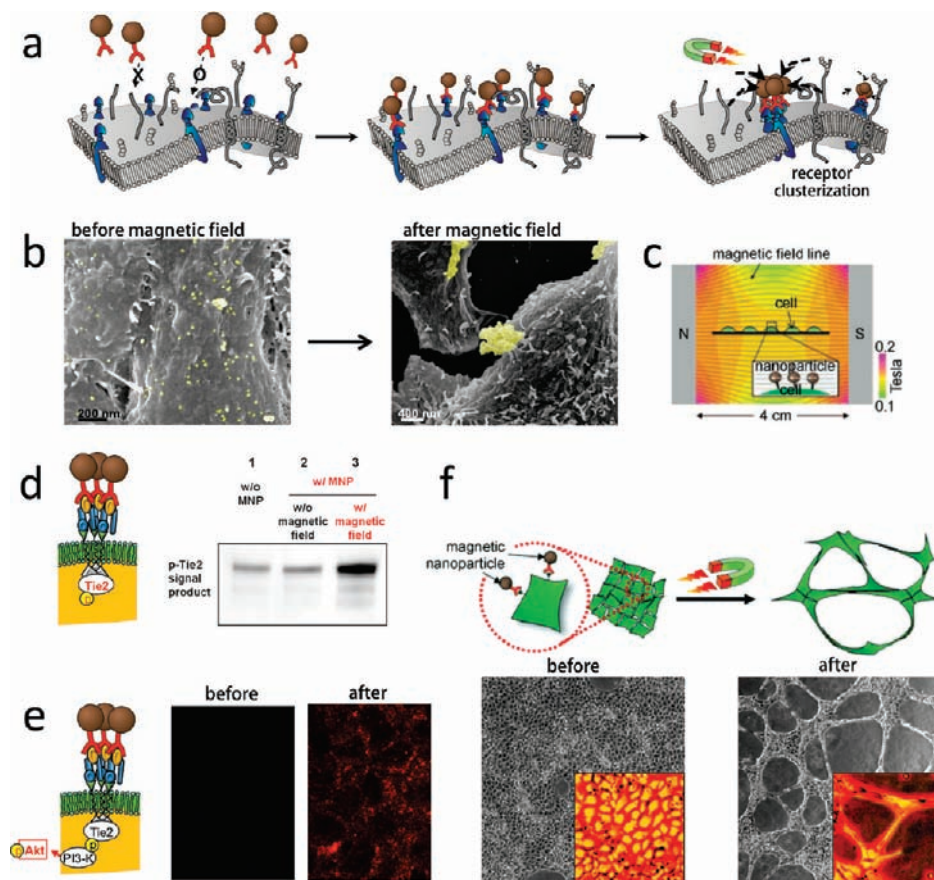 a
X
O
receptor
clusterization
b
before magnetic field
after magnetic field
200 nm
400 nm
c
magnetic field line
cell
N
S
nanoparticle
cell
0.2
Tesla
0.1
4 cm
d
1
2
3
w/o
MNP
w/ MNP
w/o
magnetic
field
w/
magnetic
field
p-Tie2
signal
product
Tie2
p
e
before
after
Tie2
p
PI3-K
p Akt
f
magnetic
nanoparticle
before
after